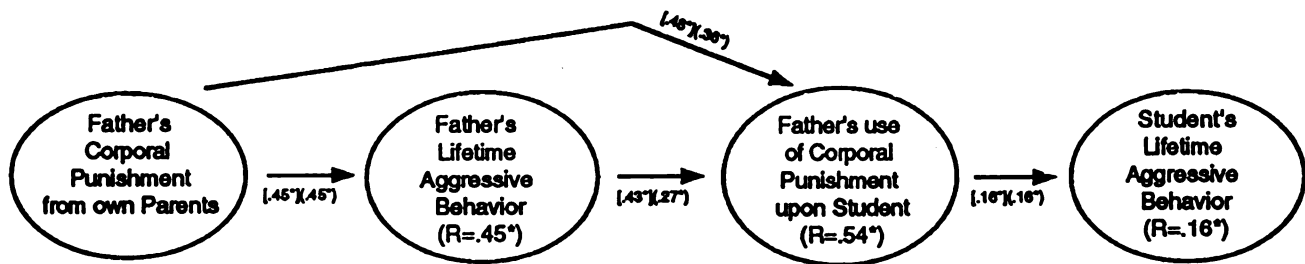 [.48*](.36*)
Father's
Corporal
Punishment
from own Parents
[.45*](.45*)
Father's
Lifetime
Aggressive
Behavior
(R=.45*)
[.43*](.27*)
Father's use
of Corporal
Punishment
upon Student
(R=.54*)
[.16*](.16*)
Student's
Lifetime
Aggressive
Behavior
(R=.16*)